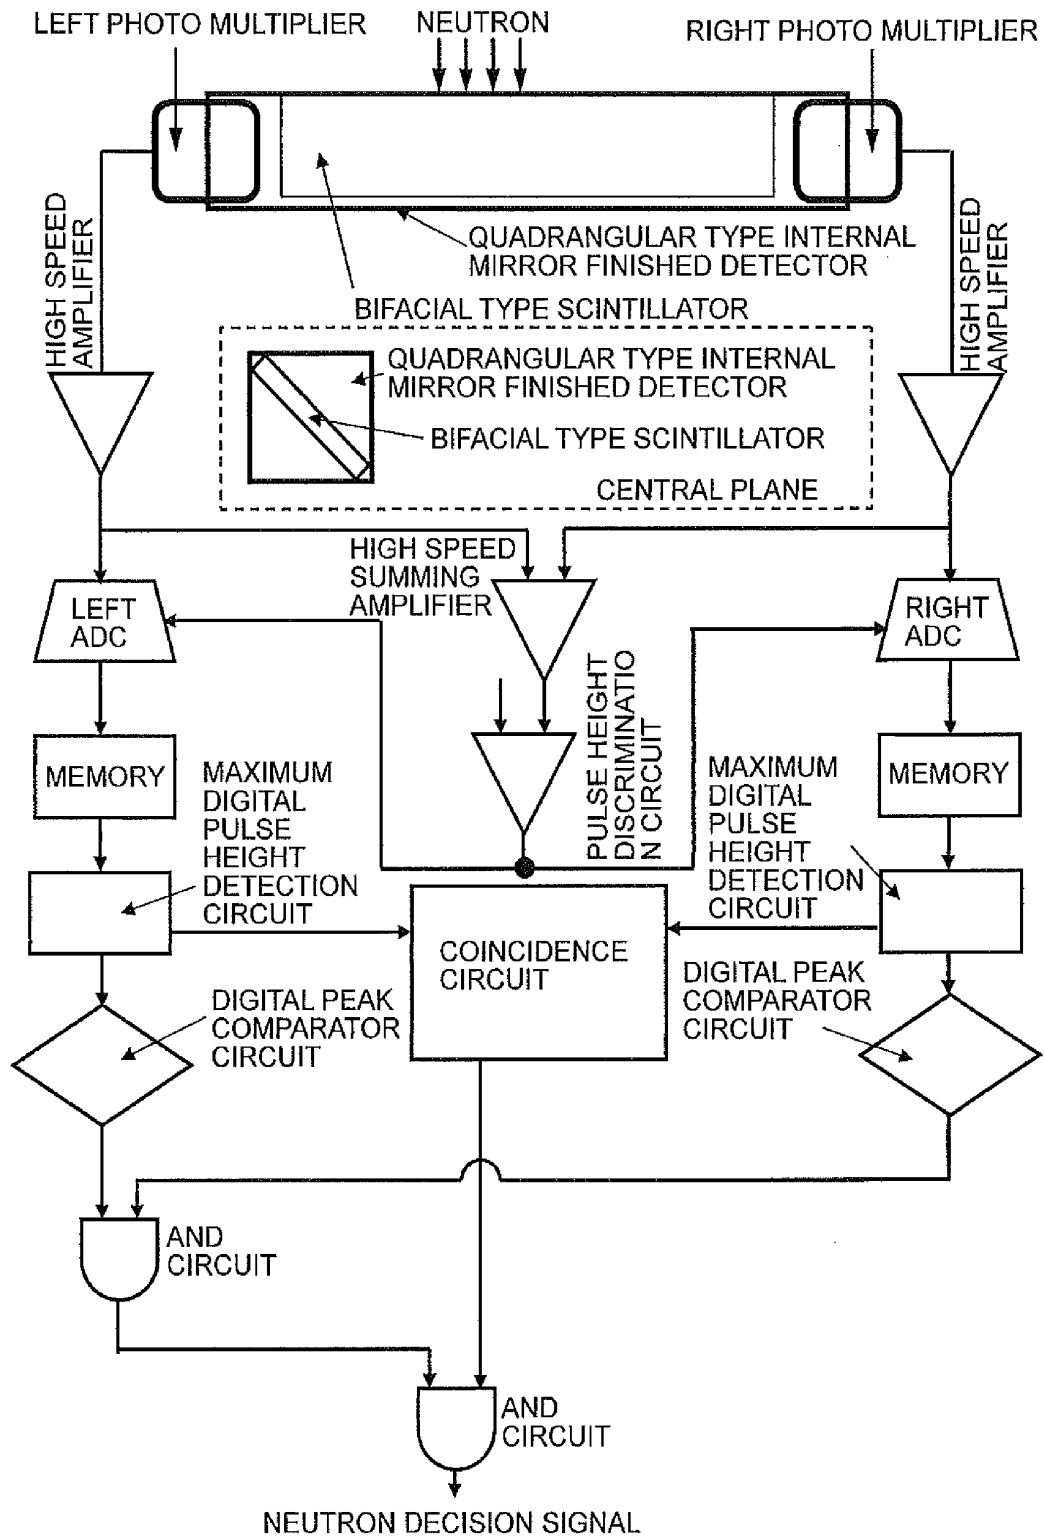 LEFT PHOTO MULTIPLIER
NEUTRON
RIGHT PHOTO MULTIPLIER
HIGH SPEED
AMPLIFIER
QUADRANGULAR TYPE INTERNAL
MIRROR FINISHED DETECTOR
BIFACIAL TYPE SCINTILLATOR
HIGH SPEED
AMPLIFIER
QUADRANGULAR TYPE INTERNAL
MIRROR FINISHED DETECTOR
BIFACIAL TYPE SCINTILLATOR
CENTRAL PLANE
HIGH SPEED
SUMMING
AMPLIFIER
LEFT
ADC
RIGHT
ADC
PULSE HEIGHT
DISCRIMINATIO
N CIRCUIT
MEMORY
MAXIMUM
DIGITAL
PULSE
HEIGHT
DETECTION
CIRCUIT
MAXIMUM
DIGITAL
PULSE
HEIGHT
DETECTION
CIRCUIT
MEMORY
COINCIDENCE
CIRCUIT
DIGITAL PEAK
COMPARATOR
CIRCUIT
DIGITAL PEAK
COMPARATOR
CIRCUIT
AND
CIRCUIT
AND
CIRCUIT
NEUTRON DECISION SIGNAL